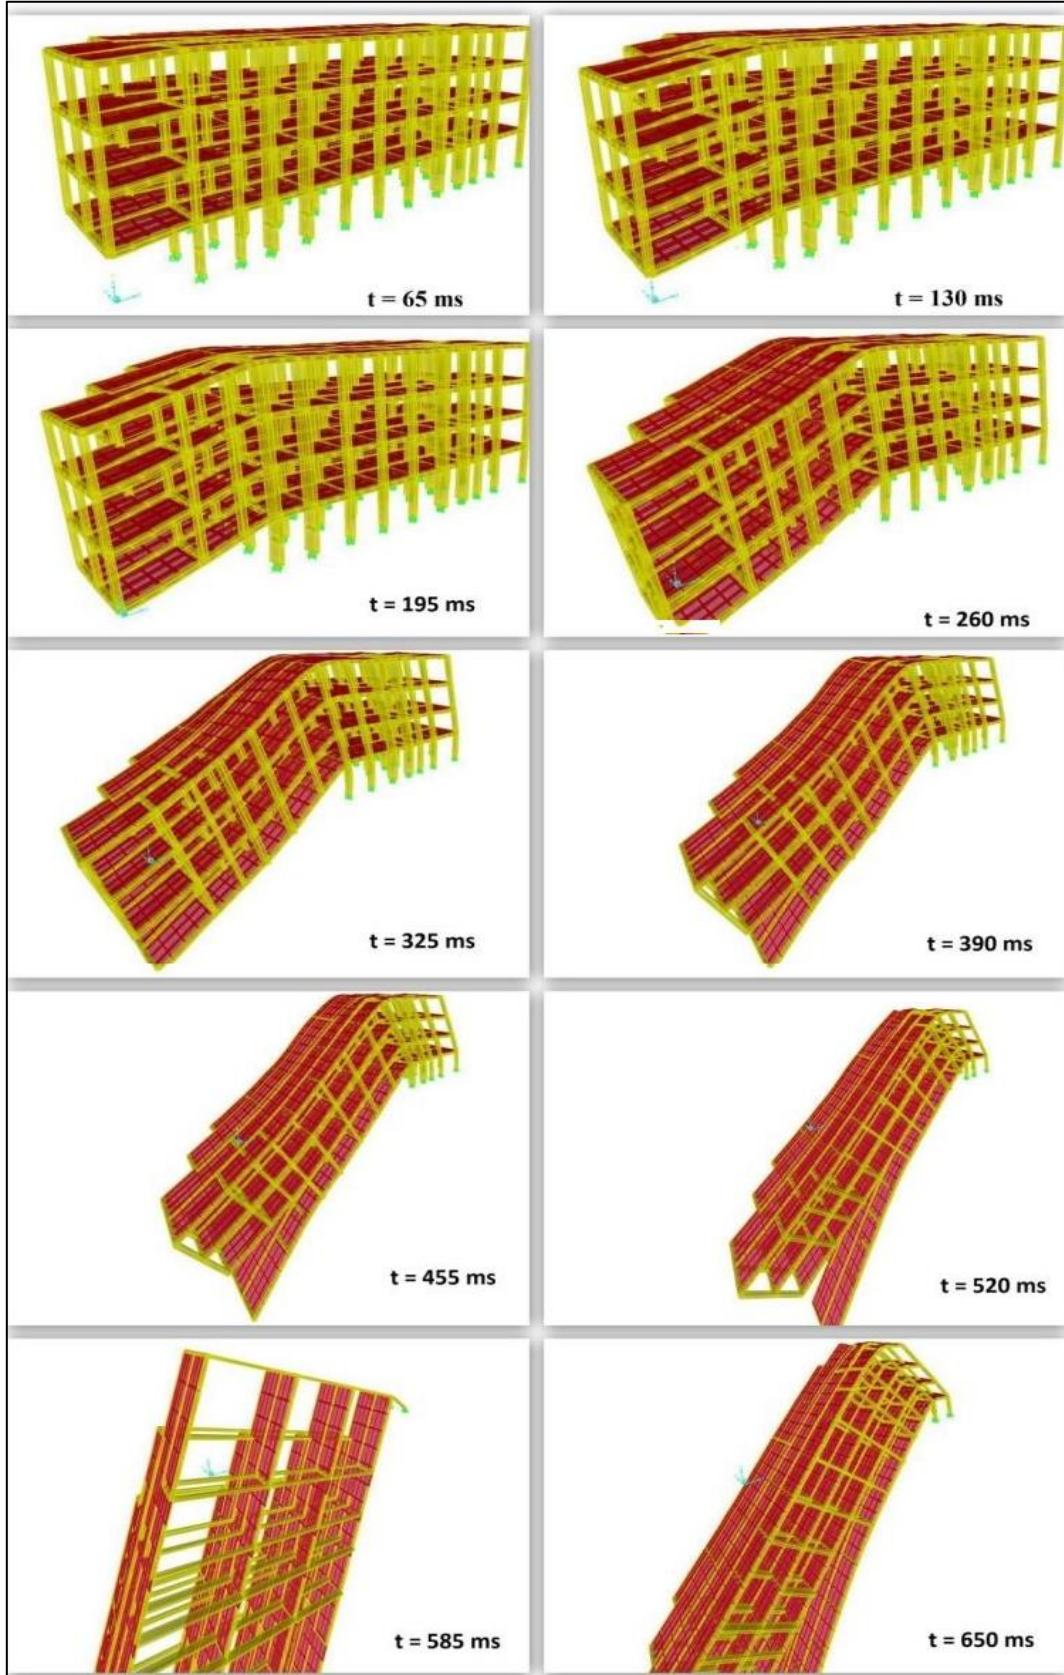 t = 65 ms
t = 130 ms
t = 195 ms
t = 260 ms
t = 325 ms
t = 390 ms
t = 455 ms
t = 520 ms
t = 585 ms
t = 650 ms